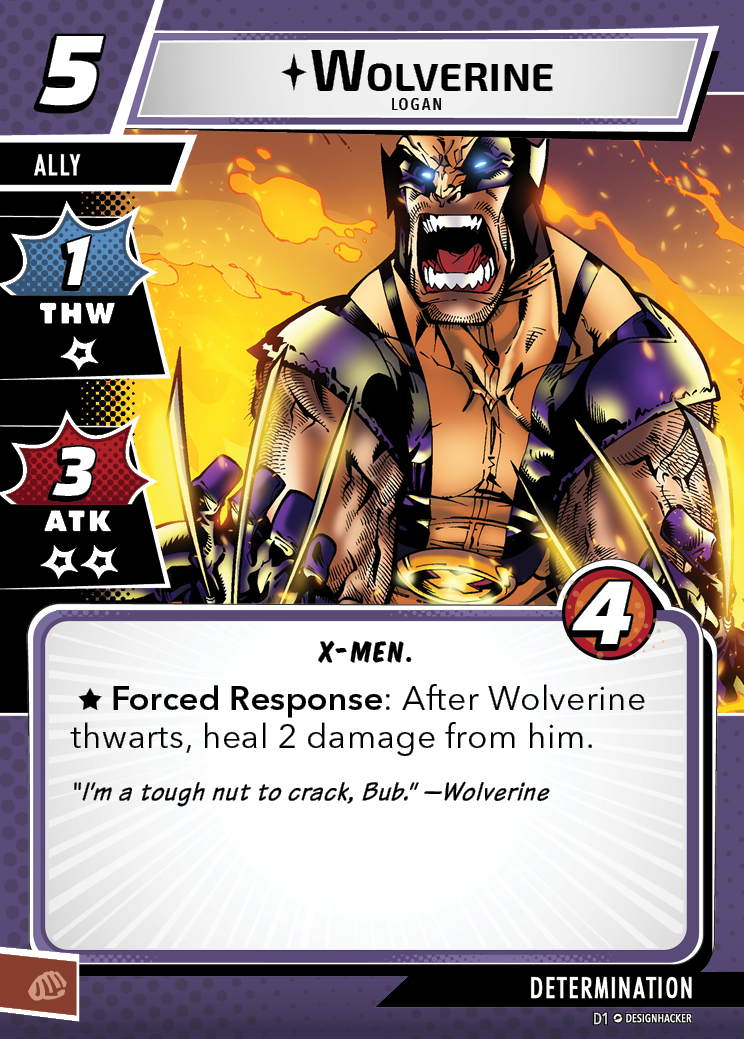 5
WOLVERINE
LOGAN
ALLY
1
THW
3
ATK
4
X-MEN.
★ Forced Response: After Wolverine
thwarts, heal 2 damage from him.
"I'm a tough nut to crack, Bub." —Wolverine
DETERMINATION
D1 DESIGNHACKER